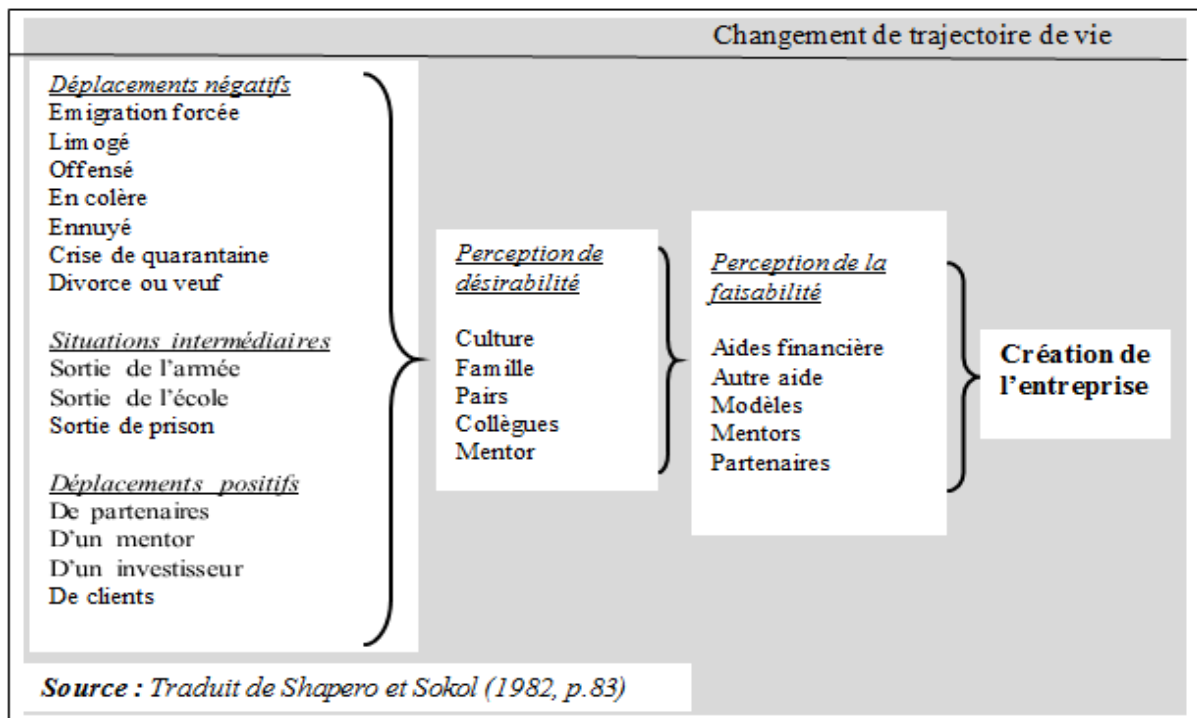 Changement de trajectoire de vie
Déplacements négatifs
Emigration forcée
Limogé
Offensé
En colère
Ennuyé
Crise de quarantaine
Divorce ou veuf
Situations intermédiaires
Sortie de l'armée
Sortie de l'école
Sortie de prison
Déplacements positifs
De partenaires
D'un mentor
D'un investisseur
De clients
Perception de
désirabilité
Culture
Famille
Pairs
Collègues
Mentor
Perception de la
faisabilité
Aides financière
Autre aide
Modèles
Mentors
Partenaires
Création de
l'entreprise
Source : Traduit de Shapero et Sokol (1982, p.83)